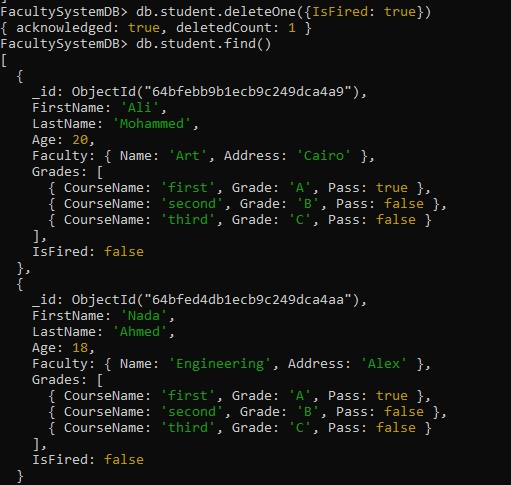 FacultySystemDB> db.student.deleteOne({IsFired: true})
{ acknowledged: true, deletedCount: 1 }
FacultySystemDB> db.student.find()
[
  {
    _id: ObjectId("64bfebb9b1ecb9c249dca4a9"),
    FirstName: 'Ali',
    LastName: 'Mohammed',
    Age: 20,
    Faculty: { Name: 'Art', Address: 'Cairo' },
    Grades: [
      { CourseName: 'first', Grade: 'A', Pass: true },
      { CourseName: 'second', Grade: 'B', Pass: false },
      { CourseName: 'third', Grade: 'C', Pass: false }
    ],
    IsFired: false
  },
  {
    _id: ObjectId("64bfed4db1ecb9c249dca4aa"),
    FirstName: 'Nada',
    LastName: 'Ahmed',
    Age: 18,
    Faculty: { Name: 'Engineering', Address: 'Alex' },
    Grades: [
      { CourseName: 'first', Grade: 'A', Pass: true },
      { CourseName: 'second', Grade: 'B', Pass: false },
      { CourseName: 'third', Grade: 'C', Pass: false }
    ],
    IsFired: false
  }